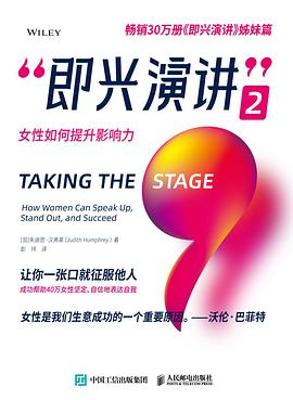 WILEY
畅销30万册《即兴演讲》姊妹篇
“即兴演讲”2
女性如何提升影响力
TAKING THE STAGE
How Women Can Speak Up,
Stand Out, and Succeed
[加]朱迪思·汉弗莱(Judith Humphrey) 著
彭 祎 译
让你一张口就征服他人
成功帮助40万女性坚定、自信地表达自我
女性是我们生意成功的一个重要原因。——沃伦·巴菲特
中国工信出版集团
人民邮电出版社
POSTS & TELECOM PRESS